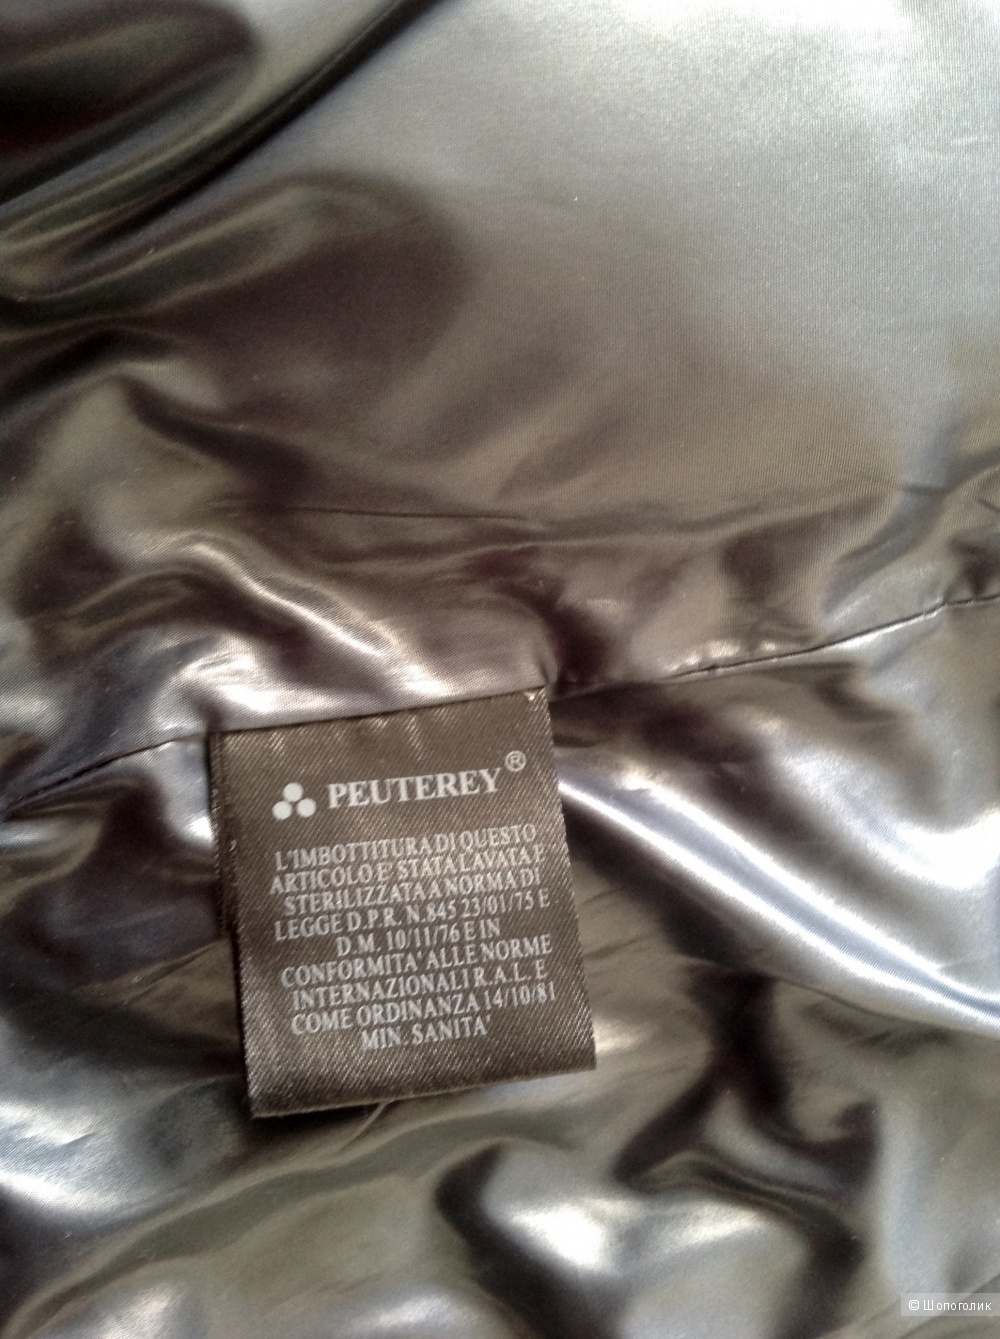 PEUTEREY®
L'IMBOTTITURA DI QUESTO
ARTICOLO E' STATA LAVATA E
STERILIZZATA A NORMA DI
LEGGE D.P.R. N.845 23/01/75 E
D.M. 10/11/76 E IN
CONFORMITA' ALLE NORME
INTERNAZIONALI R.A.L. E
COME ORDINANZA 14/10/81
MIN. SANITA'
© Шопоголик